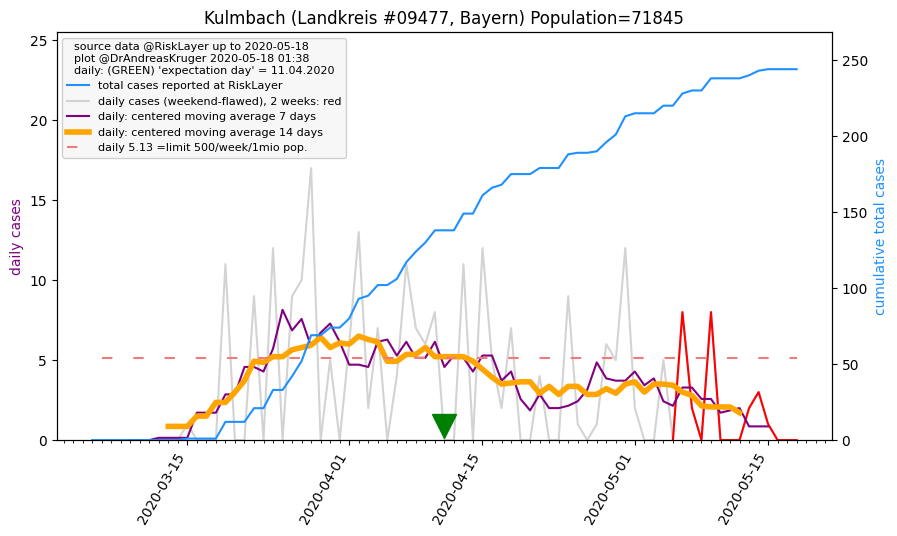 Kulmbach (Landkreis #09477, Bayern) Population=71845
source data @RiskLayer up to 2020-05-18
plot @DrAndreasKruger 2020-05-18 01:38
daily: (GREEN) 'expectation day' = 11.04.2020
total cases reported at RiskLayer
daily cases (weekend-flawed), 2 weeks: red
daily: centered moving average 7 days
daily: centered moving average 14 days
daily 5.13 =limit 500/week/1mio pop.
daily cases
25
20
15
10
5
0
250
200
150
100
50
0
cumulative total cases
2020-03-15
2020-04-01
2020-04-15
2020-05-01
2020-05-15